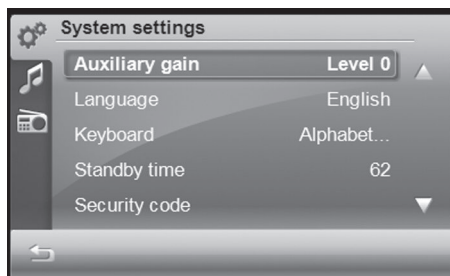 System settings
Auxiliary gain Level 0
Language English
Keyboard Alphabet...
Standby time 62
Security code